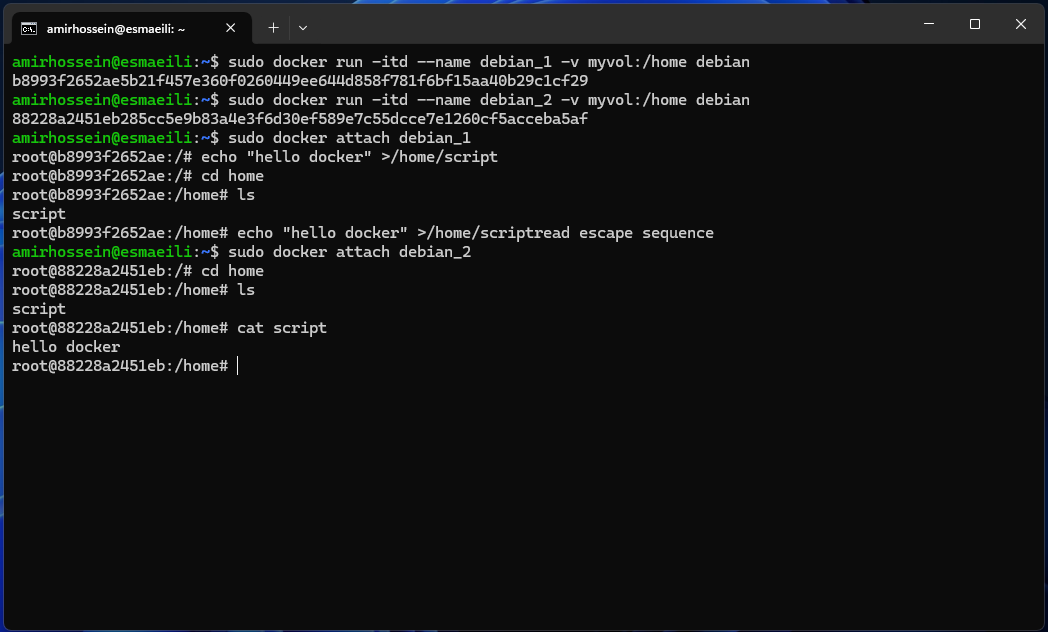 amirhossein@esmaeili: ~
amirhossein@esmaeili:~$ sudo docker run -itd --name debian_1 -v myvol:/home debian
b8993f2652ae5b21f457e360f0260449ee644d858f781f6bf15aa40b29c1cf29
amirhossein@esmaeili:~$ sudo docker run -itd --name debian_2 -v myvol:/home debian
88228a2451eb285cc5e9b83a4e3f6d30ef589e7c55dcce7e1260cf5acceba5af
amirhossein@esmaeili:~$ sudo docker attach debian_1
root@b8993f2652ae:/# echo "hello docker" >/home/script
root@b8993f2652ae:/# cd home
root@b8993f2652ae:/home# ls
script
root@b8993f2652ae:/home# echo "hello docker" >/home/scriptread escape sequence
amirhossein@esmaeili:~$ sudo docker attach debian_2
root@88228a2451eb:/# cd home
root@88228a2451eb:/home# ls
script
root@88228a2451eb:/home# cat script
hello docker
root@88228a2451eb:/home#